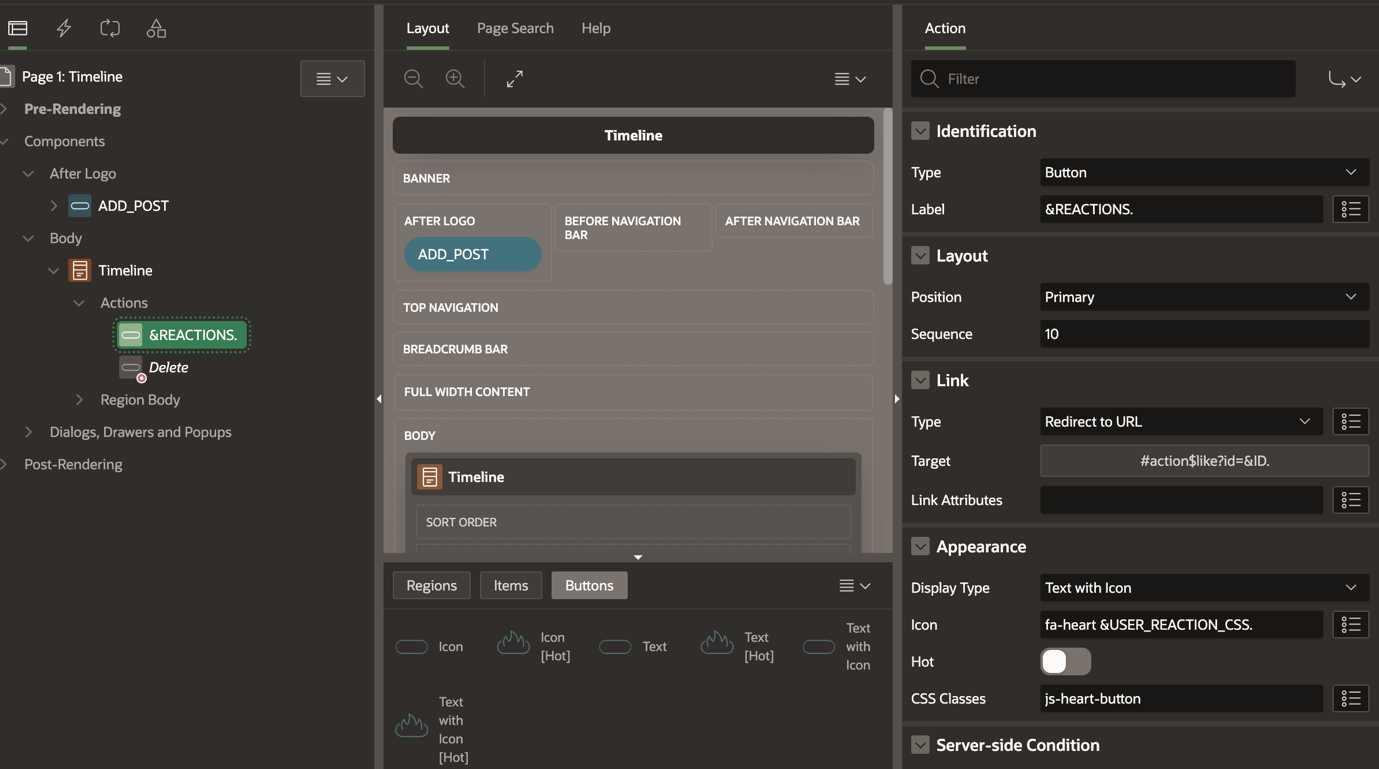 Page 1: Timeline
Pre-Rendering
Components
After Logo
ADD_POST
Body
Timeline
Actions
&REACTIONS.
Delete
Region Body
Dialogs, Drawers and Popups
Post-Rendering
Layout
Page Search
Help
Timeline
BANNER
AFTER LOGO
ADD_POST
BEFORE NAVIGATION
BAR
AFTER NAVIGATION BAR
TOP NAVIGATION
BREADCRUMB BAR
FULL WIDTH CONTENT
BODY
Timeline
SORT ORDER
Regions
Items
Buttons
Icon
Icon
[Hot]
Text
Text
[Hot]
Text
with
Icon
Text
with
Icon
[Hot]
Action
Filter
Identification
Type
Button
Label
&REACTIONS.
Layout
Position
Primary
Sequence
10
Link
Type
Redirect to URL
Target
#action$like?id=&ID.
Link Attributes
Appearance
Display Type
Text with Icon
Icon
fa-heart &USER_REACTION_CSS.
Hot
CSS Classes
js-heart-button
Server-side Condition